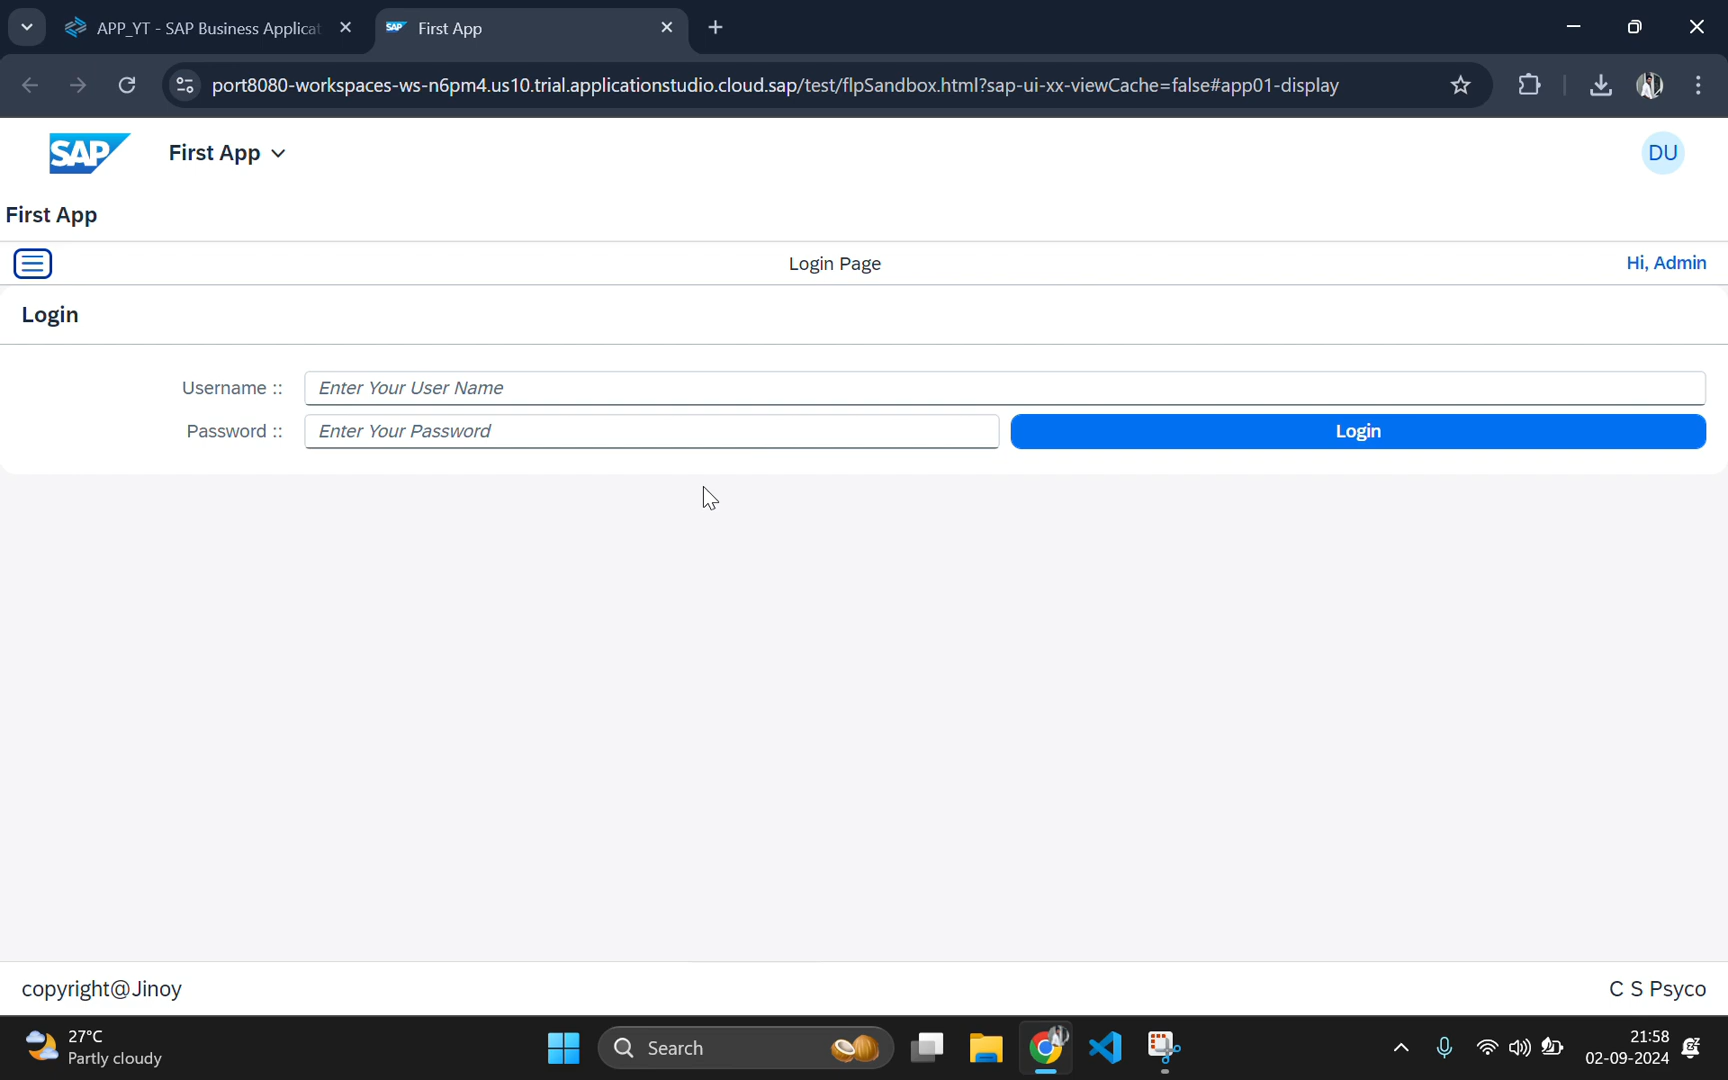 APP_YT - SAP Business Applicat
SAP First App
port8080-workspaces-ws-n6pm4.us10.trial.applicationstudio.cloud.sap/test/flpSandbox.html?sap-ui-xx-viewCache=false#app01-display
SAP First App DU
First App
Login Page Hi, Admin
Login
Username :: Enter Your User Name
Password :: Enter Your Password Login
copyright@Jinoy C S Psyco
27°C
Partly cloudy
Search
21:58
02-09-2024